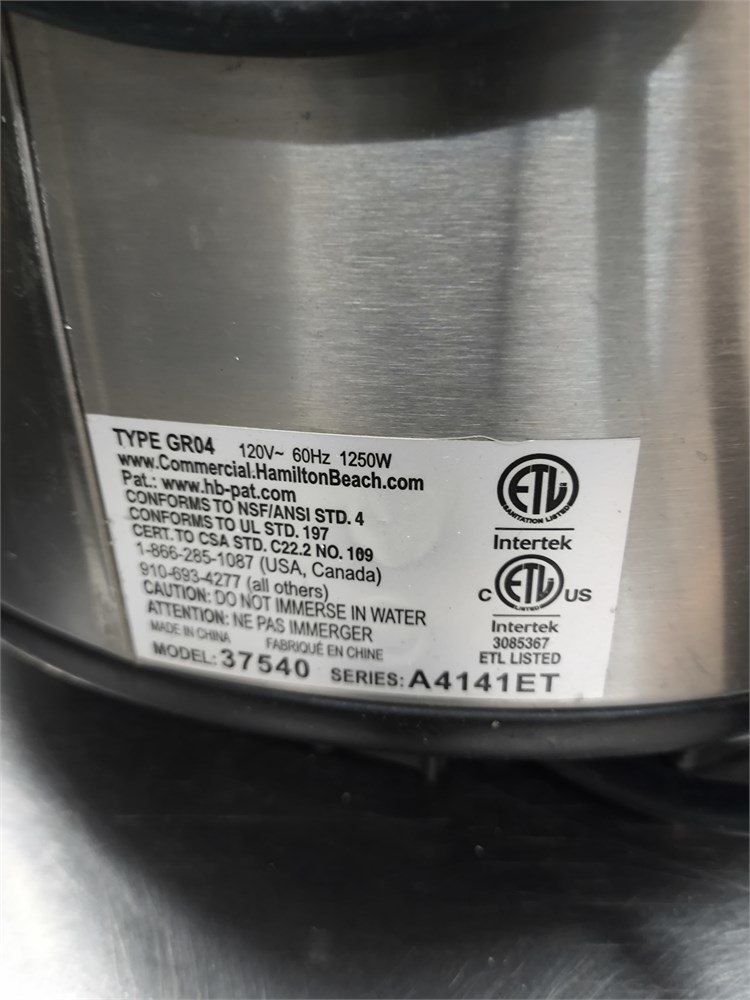 TYPE GR04 120V~ 60Hz 1250W
www.Commercial.HamiltonBeach.com
Pat.: www.hb-pat.com
CONFORMS TO NSF/ANSI STD. 4
CONFORMS TO UL STD. 197
CERT. TO CSA STD. C22.2 NO. 109
1-866-285-1087 (USA, Canada)
910-693-4277 (all others)
CAUTION: DO NOT IMMERSE IN WATER
ATTENTION: NE PAS IMMERGER
MADE IN CHINA FABRIQUÉ EN CHINE
MODEL: 37540 SERIES: A4141ET
ETL
SANITATION LISTED
Intertek
C ETL US
LISTED
Intertek
3085367
ETL LISTED